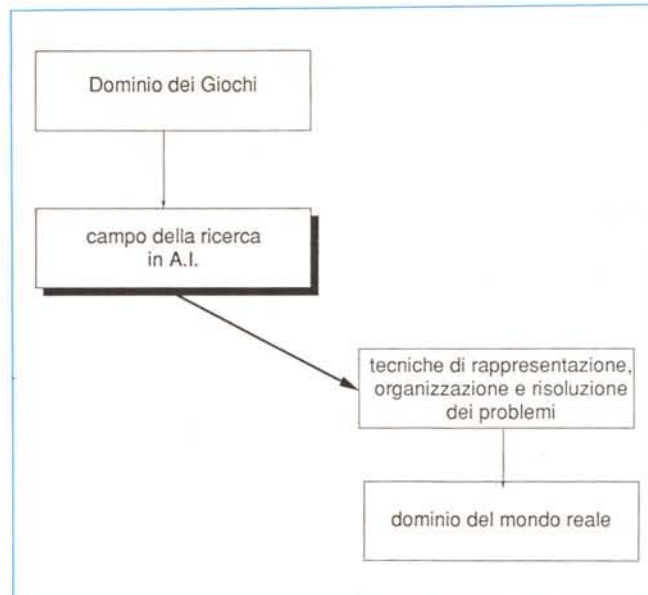 Dominio dei Giochi
campo della ricerca
in A.I.
tecniche di rappresentazione,
organizzazione e risoluzione
dei problemi
dominio del mondo reale